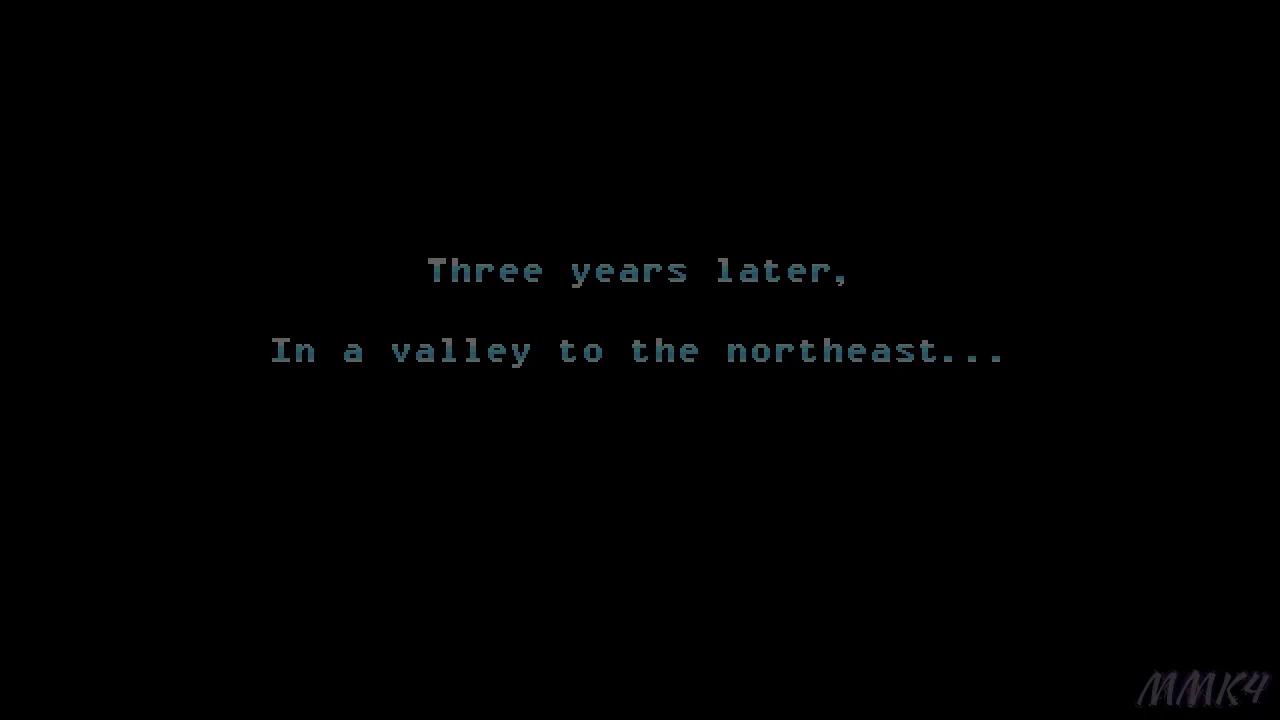 Three years later,
In a valley to the northeast...
MMK4